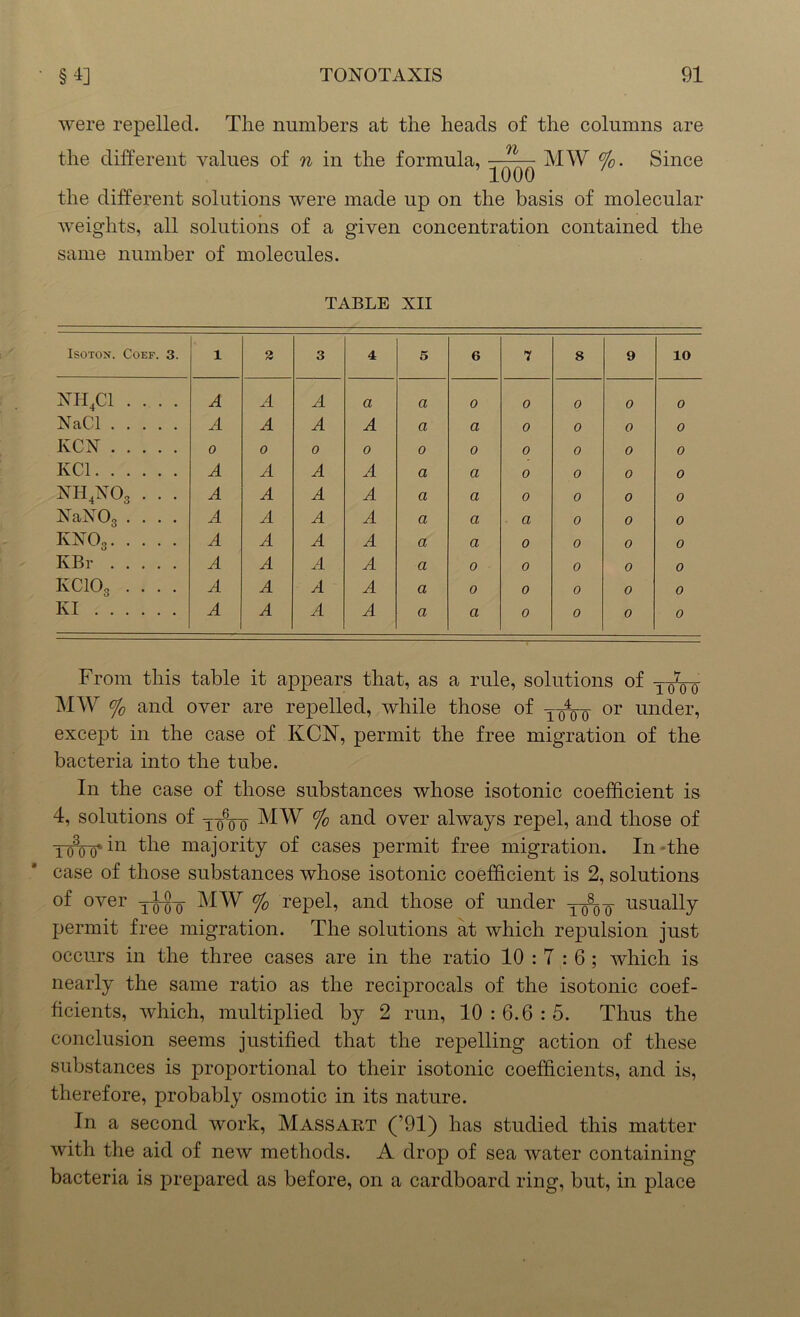 § 4] TONOTAXIS 91
were repelled. The numbers at the heads of the columns are
the different values of n in the formula, n/1000 MW %. Since
the different solutions were made up on the basis of molecular
weights, all solutions of a given concentration contained the
same number of molecules.
TABLE XII
Isoton. Coef. 3. 1 2 3 4 5 6 7 8 9 10
NH₄Cl . . . . A A A a a o o o o o
NaCl . . . . . A A A A a a o o o o
KCN . . . . . o o o o o o o o o o
KCl. . . . . . A A A A a a o o o o
NH₄NO₃ . . . A A A A a a o o o o
NaNO₃ . . . . A A A A a a a o o o
KNO₃. . . . . A A A A a a o o o o
KBr . . . . . A A A A a o o o o o
KClO₃ . . . . A A A A a o o o o o
KI . . . . . . A A A A a a o o o o
From this table it appears that, as a rule, solutions of 7/1000
MW % and over are repelled, while those of 4/1000 or under,
except in the case of KCN, permit the free migration of the
bacteria into the tube.
In the case of those substances whose isotonic coefficient is
4, solutions of 6/1000 MW % and over always repel, and those of
3/1000 in the majority of cases permit free migration. In the
case of those substances whose isotonic coefficient is 2, solutions
of over 10/1000 MW % repel, and those of under 8/1000 usually
permit free migration. The solutions at which repulsion just
occurs in the three cases are in the ratio 10 : 7 : 6 ; which is
nearly the same ratio as the reciprocals of the isotonic coef-
ficients, which, multiplied by 2 run, 10 : 6.6 : 5. Thus the
conclusion seems justified that the repelling action of these
substances is proportional to their isotonic coefficients, and is,
therefore, probably osmotic in its nature.
In a second work, MASSART ('91) has studied this matter
with the aid of new methods. A drop of sea water containing
bacteria is prepared as before, on a cardboard ring, but, in place